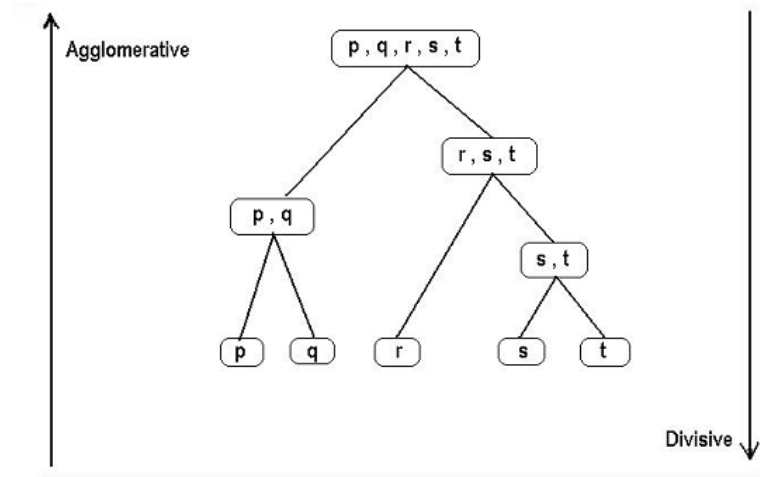 Agglomerative
p , q , r , s , t
r , s , t
p , q
s , t
p
q
r
s
t
Divisive